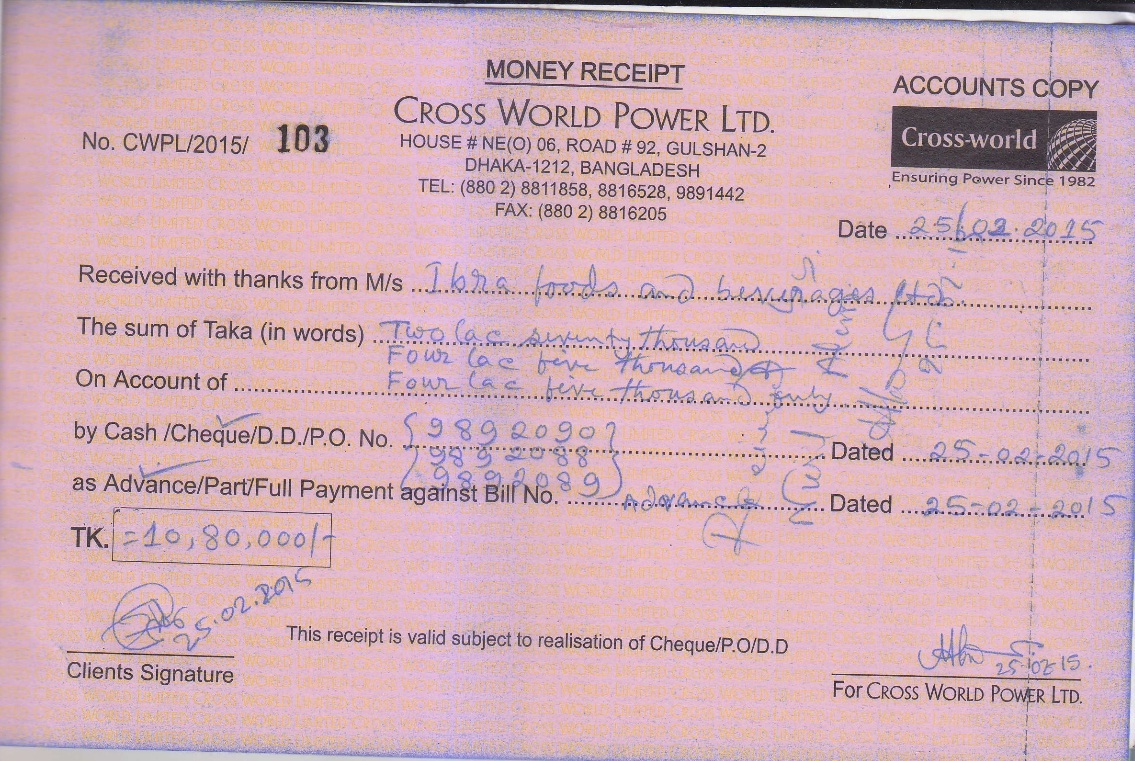 MONEY RECEIPT
ACCOUNTS COPY
CROSS WORLD POWER LTD.
Cross-world
Ensuring Power Since 1982
No. CWPL/2015/ 103
HOUSE # NE(O) 06, ROAD # 92, GULSHAN-2
DHAKA-1212, BANGLADESH
TEL: (880 2) 8811858, 8816528, 9891442
FAX: (880 2) 8816205
Date 25/02.2015
Received with thanks from M/s Ibra foods and beverages Ltd.
The sum of Taka (in words) Two lac seventy thousand
Four lac five thousand
On Account of Four lac five thousand only
by Cash /Cheque/D.D./P.O. No. 9892090 Dated 25-02-2015
9892088
9892089
as Advance/Part/Full Payment against Bill No. Advance Dated 25-02-2015
TK. =10,80,000/-
25.02.2015
Clients Signature
This receipt is valid subject to realisation of Cheque/P.O/D.D
25.02.15.
For CROSS WORLD POWER LTD.